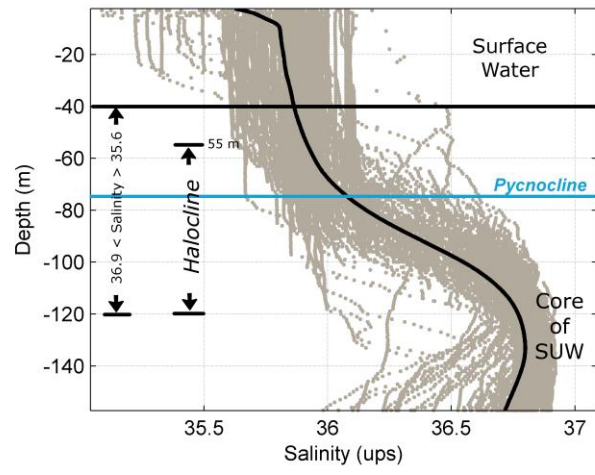 -20
-40
-60
-80
-100
-120
-140
Depth (m)
36.9 < Salinity > 35.6
Halocline
55 m
Surface
Water
Pycnocline
Core
of
SUW
35.5
36
36.5
37
Salinity (ups)